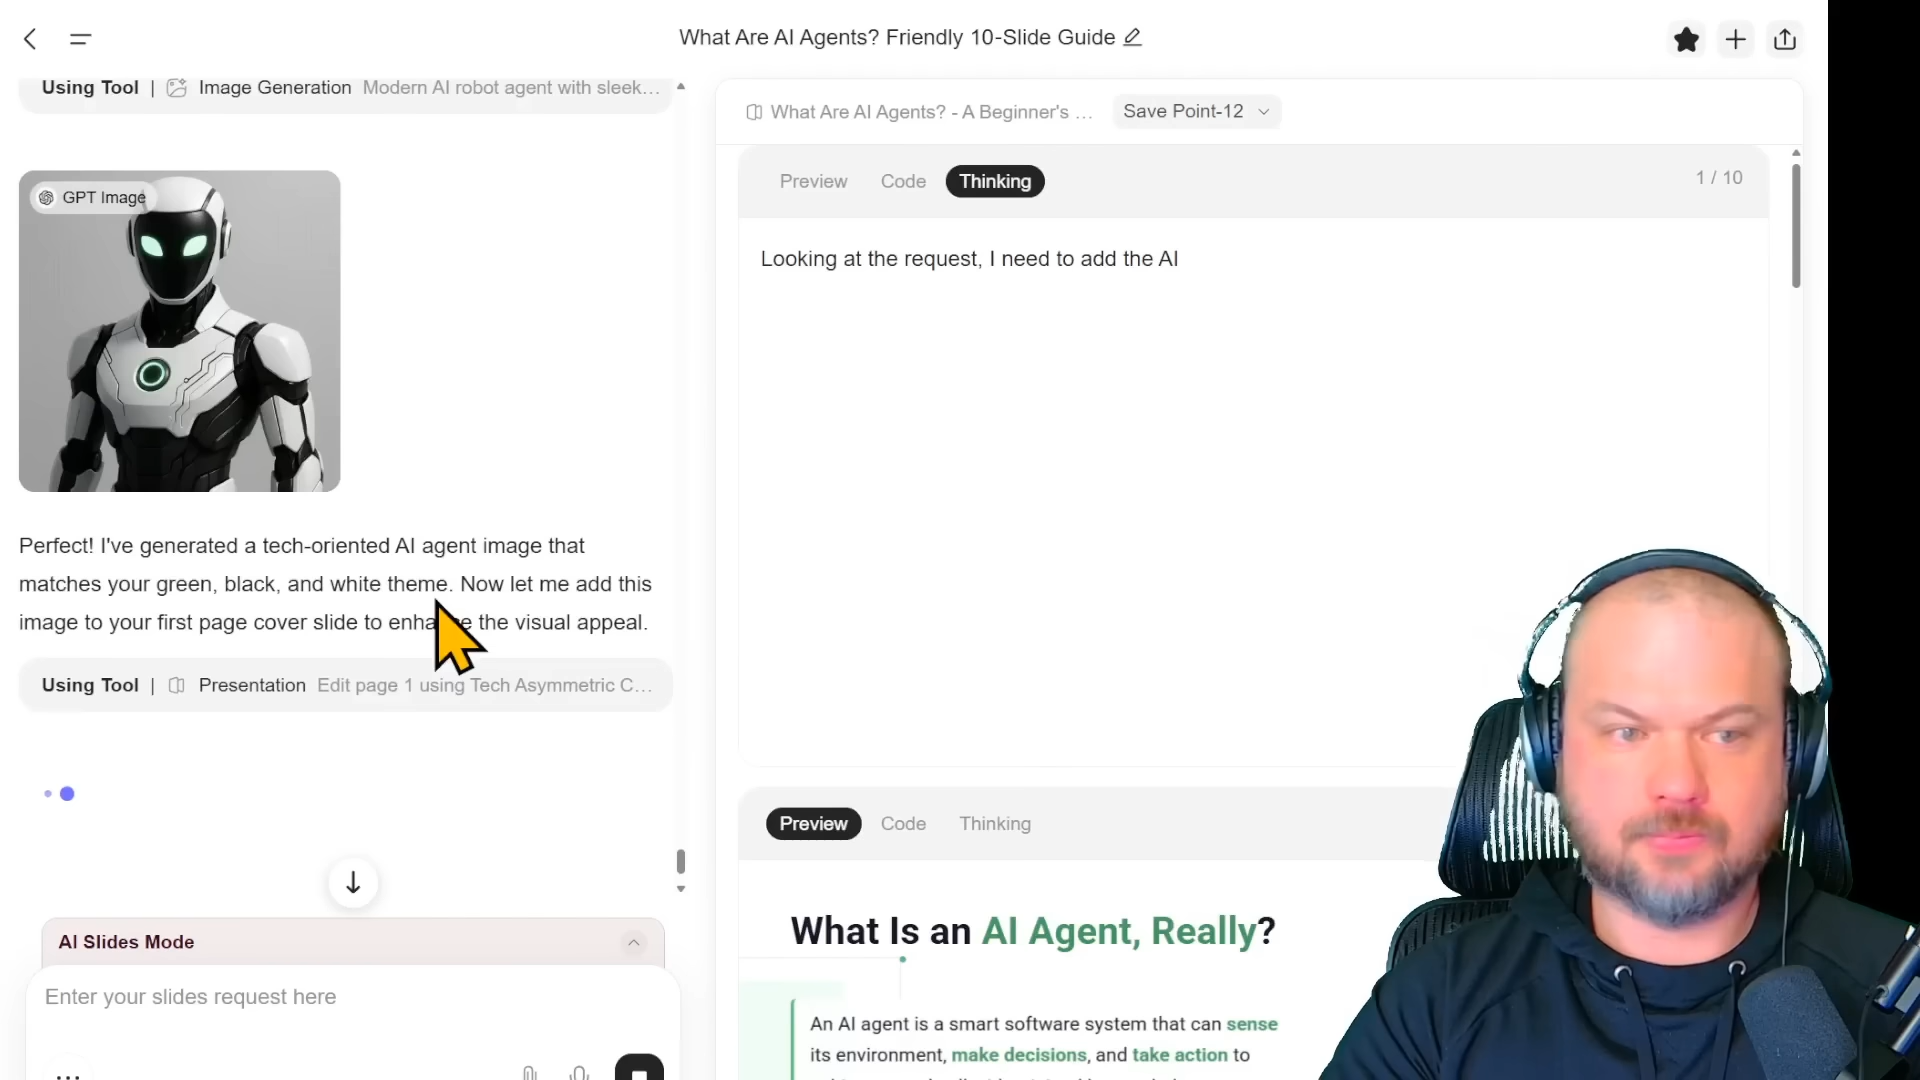 What Are AI Agents? Friendly 10-Slide Guide
Using Tool | Image Generation Modern AI robot agent with sleek...
GPT Image
Perfect! I've generated a tech-oriented AI agent image that
matches your green, black, and white theme. Now let me add this
image to your first page cover slide to enha e the visual appeal.
Using Tool | Presentation Edit page 1 using Tech Asymmetric C...
AI Slides Mode
Enter your slides request here
What Are AI Agents? - A Beginner's ...
Save Point-12
Preview Code Thinking
1 / 10
Looking at the request, I need to add the AI
Preview Code Thinking
What Is an AI Agent, Really?
An AI agent is a smart software system that can sense
its environment, make decisions, and take action to